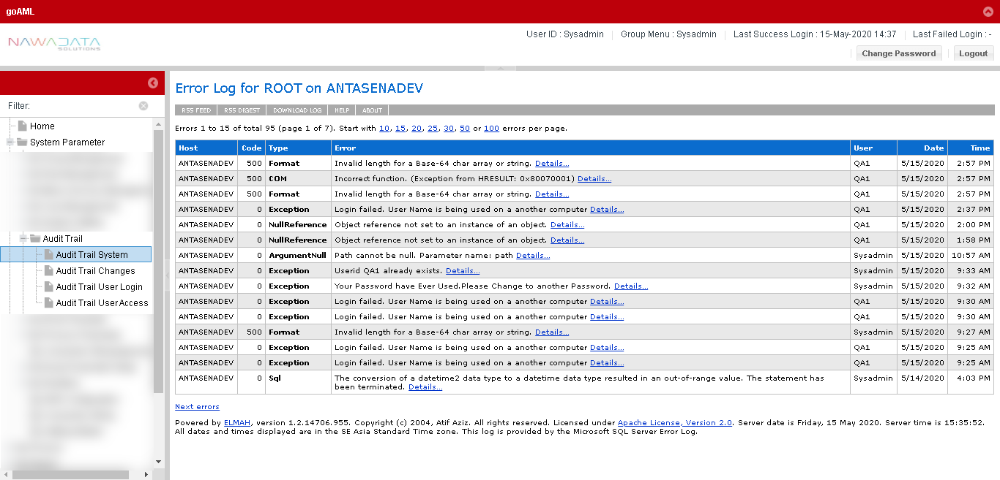 goAML
NAWADATA
SOLUTIONS
User ID : Sysadmin Group Menu : Sysadmin Last Success Login : 15-May-2020 14:37 Last Failed Login : -
Change Password Logout
Filter:
Home
System Parameter
Audit Trail
Audit Trail System
Audit Trail Changes
Audit Trail User Login
Audit Trail User Access
Error Log for ROOT on ANTASENADEV
RSS FEED RSS DIGEST DOWNLOAD LOG HELP ABOUT
Errors 1 to 15 of total 95 (page 1 of 7). Start with 10, 15, 20, 25, 30, 50 or 100 errors per page.
Host Code Type Error User Date Time
ANTASENADEV 500 Format Invalid length for a Base-64 char array or string. Details... QA1 5/15/2020 2:57 PM
ANTASENADEV 500 COM Incorrect function. (Exception from HRESULT: 0x80070001) Details... QA1 5/15/2020 2:57 PM
ANTASENADEV 500 Format Invalid length for a Base-64 char array or string. Details... QA1 5/15/2020 2:57 PM
ANTASENADEV 0 Exception Login failed. User Name is being used on a another computer Details... QA1 5/15/2020 2:37 PM
ANTASENADEV 0 NullReference Object reference not set to an instance of an object. Details... QA1 5/15/2020 2:00 PM
ANTASENADEV 0 NullReference Object reference not set to an instance of an object. Details... QA1 5/15/2020 1:58 PM
ANTASENADEV 0 ArgumentNull Path cannot be null. Parameter name: path Details... Sysadmin 5/15/2020 10:57 AM
ANTASENADEV 0 Exception Userid QA1 already exists. Details... Sysadmin 5/15/2020 9:33 AM
ANTASENADEV 0 Exception Your Password have Ever Used.Please Change to another Password. Details... Sysadmin 5/15/2020 9:32 AM
ANTASENADEV 0 Exception Login failed. User Name is being used on a another computer Details... QA1 5/15/2020 9:30 AM
ANTASENADEV 0 Exception Login failed. User Name is being used on a another computer Details... QA1 5/15/2020 9:30 AM
ANTASENADEV 500 Format Invalid length for a Base-64 char array or string. Details... Sysadmin 5/15/2020 9:27 AM
ANTASENADEV 0 Exception Login failed. User Name is being used on a another computer Details... QA1 5/15/2020 9:25 AM
ANTASENADEV 0 Exception Login failed. User Name is being used on a another computer Details... QA1 5/15/2020 9:25 AM
ANTASENADEV 0 Sql The conversion of a datetime2 data type to a datetime data type resulted in an out-of-range value. The statement has Sysadmin 5/14/2020 4:03 PM
been terminated. Details...
Next errors
Powered by ELMAH, version 1.2.14706.955. Copyright (c) 2004, Atif Aziz. All rights reserved. Licensed under Apache License, Version 2.0. Server date is Friday, 15 May 2020. Server time is 15:35:52.
All dates and times displayed are in the SE Asia Standard Time zone. This log is provided by the Microsoft SQL Server Error Log.